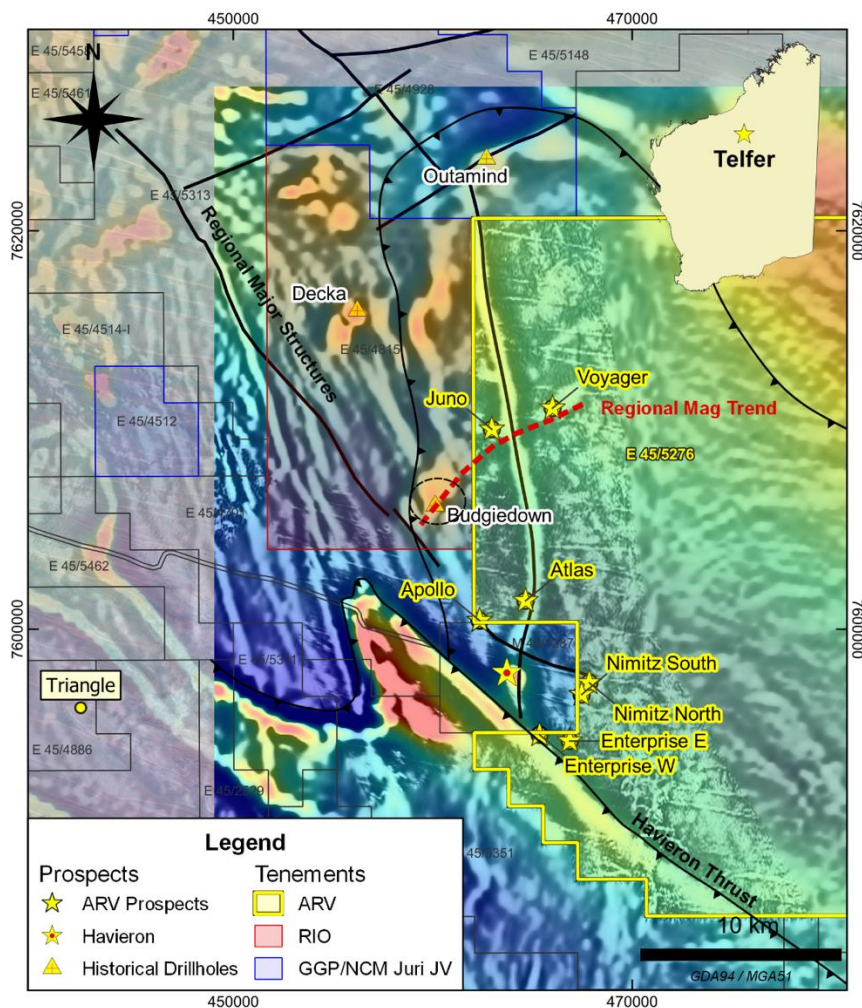 450000
470000
E 45/5458
N
E 45/5148
E 45/5461
E 45/4928
Telfer
Outamind
E 45/5313
7620000
7620000
Regional Major Structures
Decka
E 45/4514-I
E 45/4815
Voyager
Juno
Regional Mag Trend
E 45/4512
E 45/5276
Budgiedown
E 45/5462
Atlas
Apollo
7600000
7600000
Nimitz South
Triangle
Nimitz North
Enterprise E
E 45/4886
Enterprise W
Havieron Thrust
Legend
Prospects
Tenements
ARV Prospects
ARV
Havieron
RIO
Historical Drillholes
GGP/NCM Juri JV
10 km
GDA94 / MGA51
450000
470000